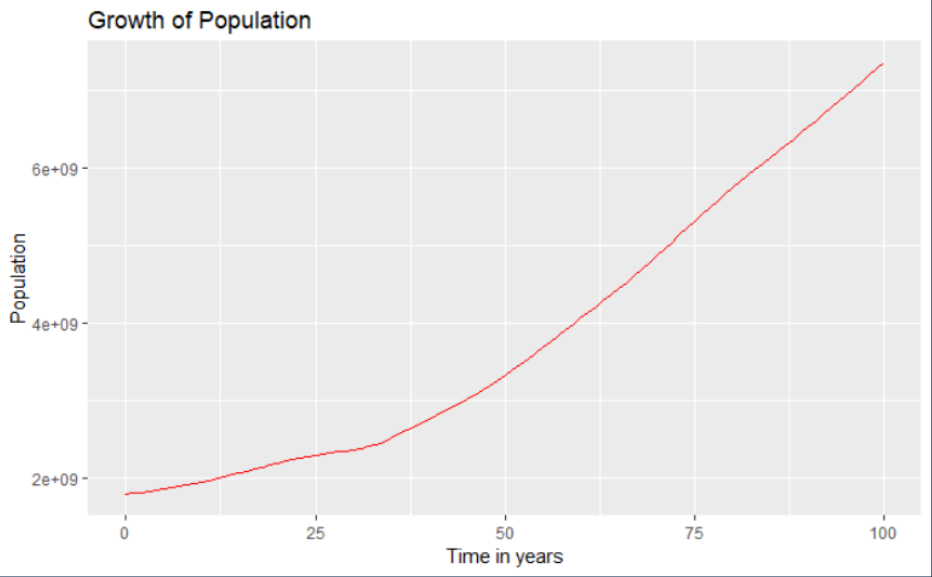 Growth of Population
Population
6e+09
4e+09
2e+09
0 25 50 75 100
Time in years